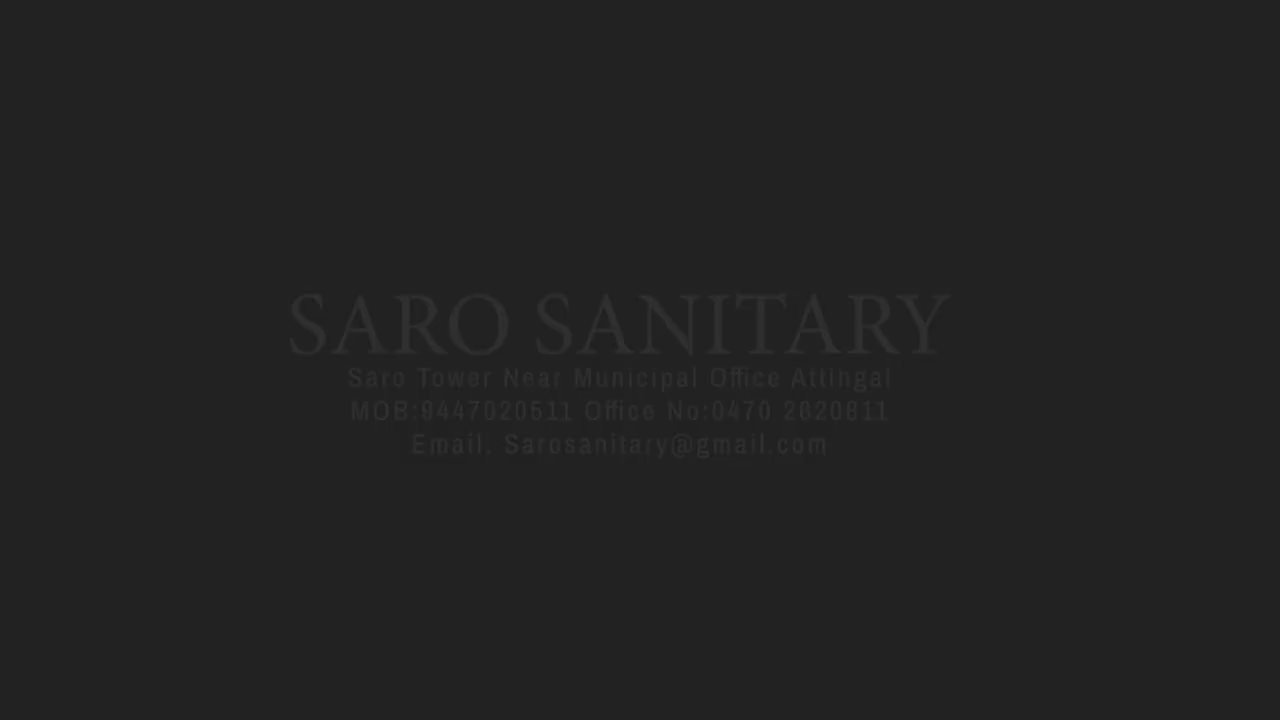 SARO SANITARY
Saro Tower Near Municipal Office Attingal
MOB:9447020511 Office No:0470 2620811
Email. Sarosanitary@gmail.com